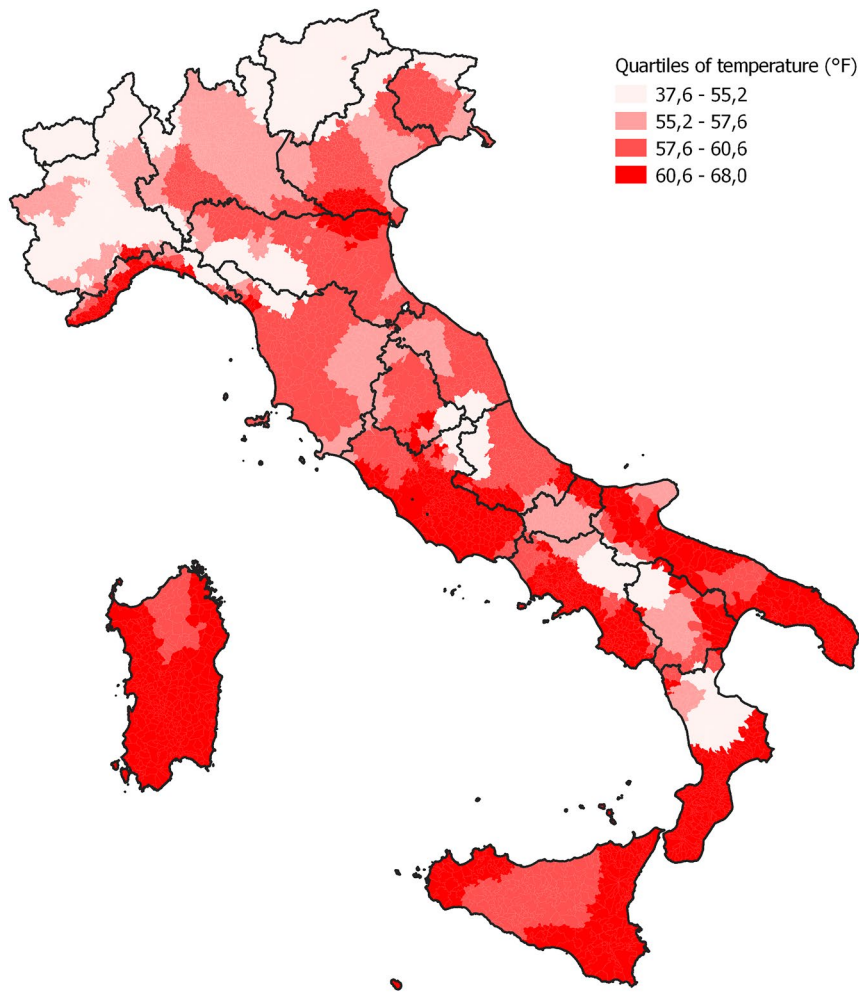 Quartiles of temperature (°F)
37,6 - 55,2
55,2 - 57,6
57,6 - 60,6
60,6 - 68,0